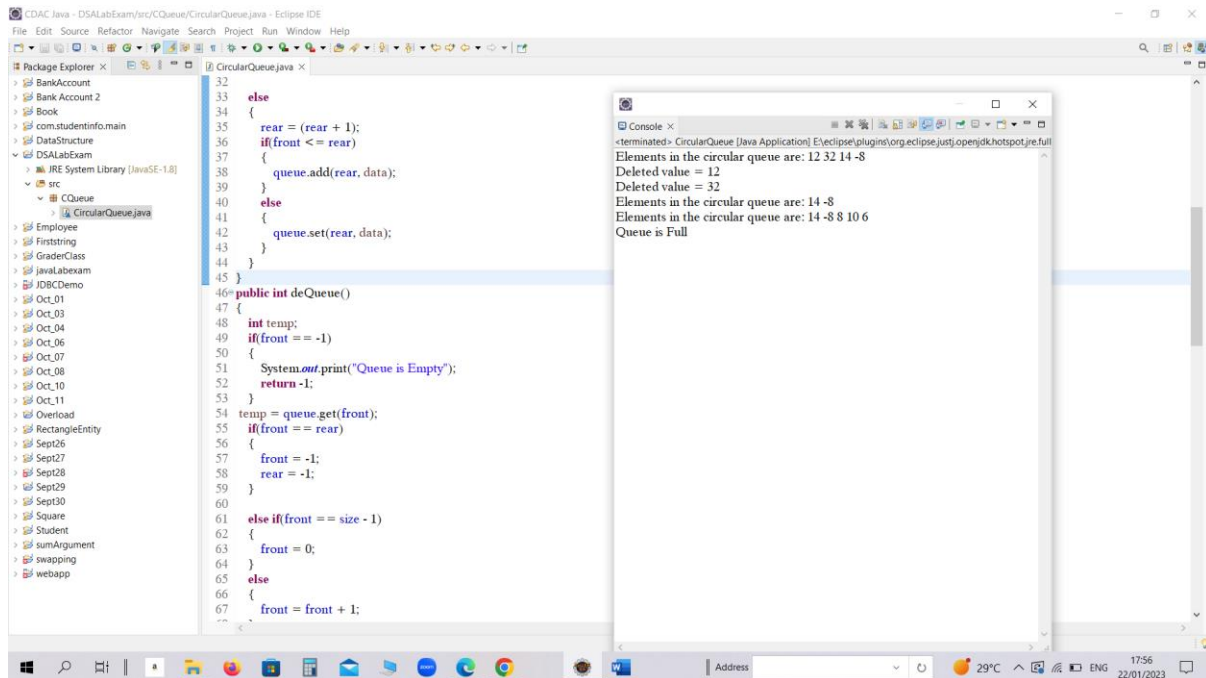 CDAC Java - DSALabExam/src/CQueue/CircularQueue.java - Eclipse IDE
File Edit Source Refactor Navigate Search Project Run Window Help
Package Explorer
BankAccount
Bank Account 2
Book
com.studentinfo.main
DataStructure
DSALabExam
JRE System Library [JavaSE-1.8]
src
CQueue
CircularQueue.java
Employee
Firststring
GraderClass
javaLabexam
JDBCDemo
Oct_01
Oct_03
Oct_04
Oct_06
Oct_07
Oct_08
Oct_10
Oct_11
Overload
RectangleEntity
Sept26
Sept27
Sept28
Sept29
Sept30
Square
Student
sumArgument
swapping
webapp
CircularQueue.java
32
33 else
34 {
35 rear = (rear + 1);
36 if(front <= rear)
37 {
38 queue.add(rear, data);
39 }
40 else
41 {
42 queue.set(rear, data);
43 }
44 }
45 }
46 public int deQueue()
47 {
48 int temp;
49 if(front == -1)
50 {
51 System.out.print("Queue is Empty");
52 return -1;
53 }
54 temp = queue.get(front);
55 if(front == rear)
56 {
57 front = -1;
58 rear = -1;
59 }
60
61 else if(front == size - 1)
62 {
63 front = 0;
64 }
65 else
66 {
67 front = front + 1;
Console
<terminated> CircularQueue [Java Application] E:\eclipse\plugins\org.eclipse.justj.openjdk.hotspot.jre.full
Elements in the circular queue are: 12 32 14 -8
Deleted value = 12
Deleted value = 32
Elements in the circular queue are: 14 -8
Elements in the circular queue are: 14 -8 8 10 6
Queue is Full
Address
29°C
ENG
17:56
22/01/2023